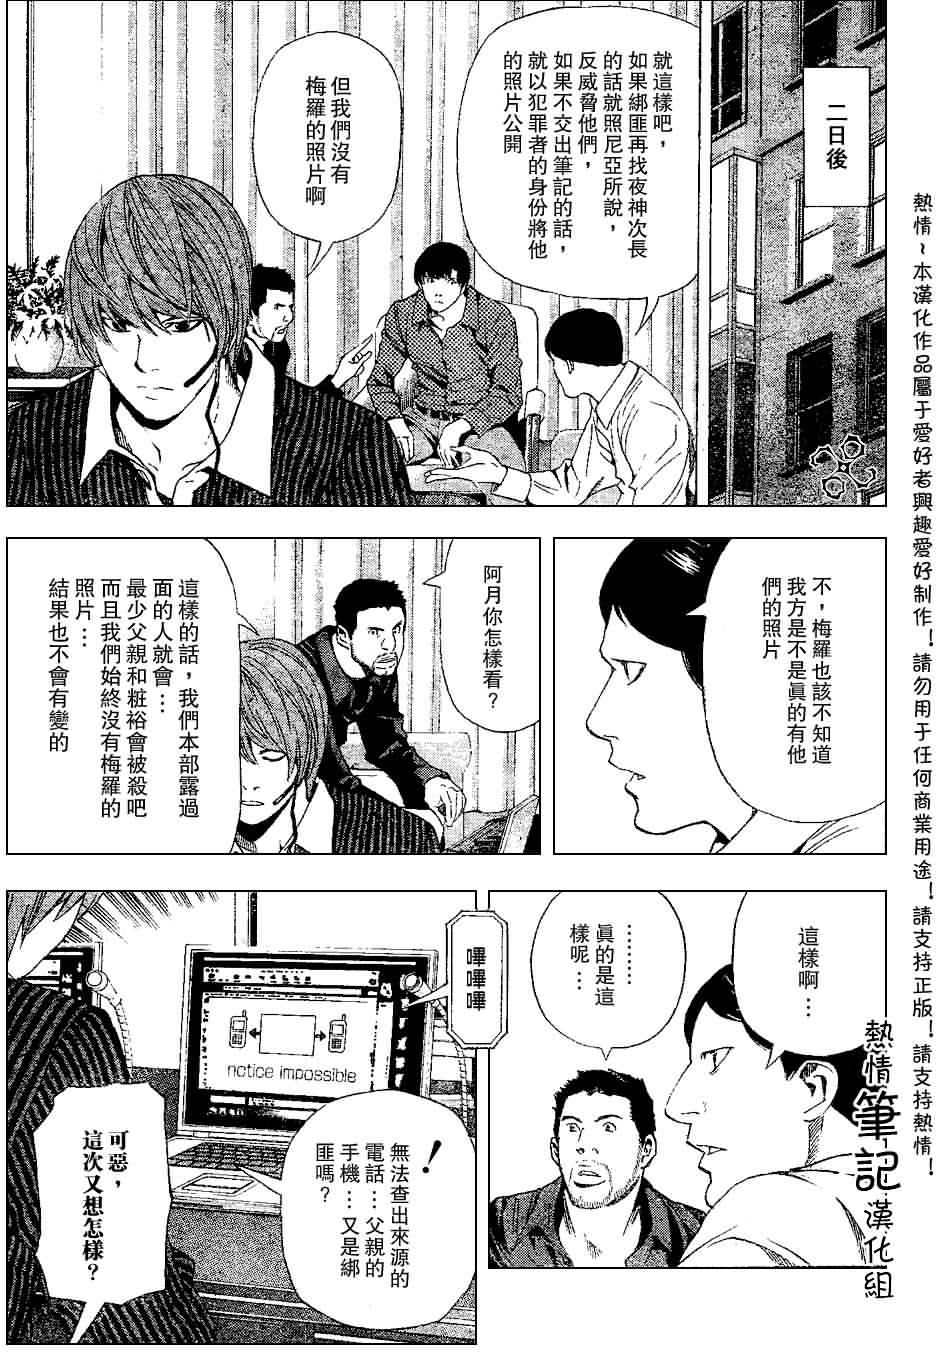 二日後
就這樣吧，
如果綁匪再找夜神次長
的話就照尼亞所說，
反威脅他們，
如果不交出筆記的話，
就以犯罪者的身份將他
的照片公開
但我們沒有
梅羅的照片啊
不，梅羅也該不知道
我方是不是真的有他
們的照片
阿月你怎樣看？
這樣的話，我們本部露過
面的人就會…
最少父親和粧裕會被殺吧
而且我們始終沒有梅羅的
照片…
結果也不會有變的
這樣啊…
………
真的是這
樣呢…
嗶嗶嗶
notice impossible
！
無法查出來源的
電話…父親的
手機…又是綁
匪嗎？
可惡，
這次又想怎樣？
熱情~本漢化作品屬于愛好者興趣愛好制作！請勿用于任何商業用途！請支持正版！請支持熱情！
熱情筆記漢化組